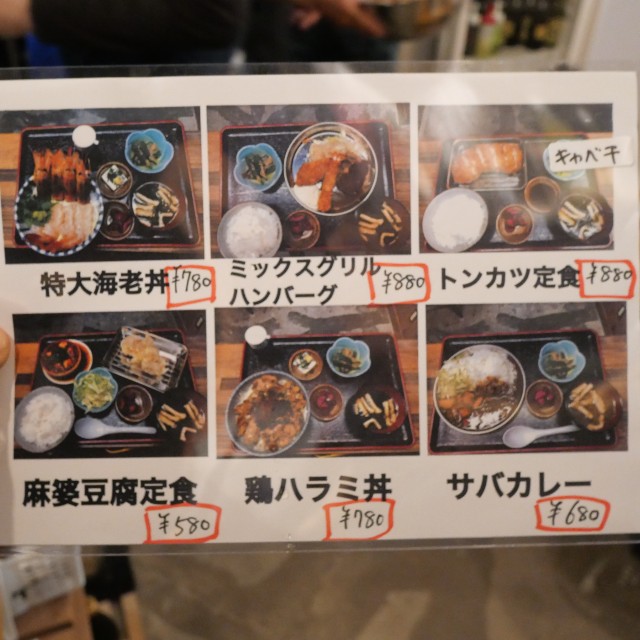 キャベ千
特大海老丼 ¥780
ミックスグリル
ハンバーグ ¥880
トンカツ定食 ¥880
麻婆豆腐定食
¥580
鶏ハラミ丼
¥780
サバカレー
¥680